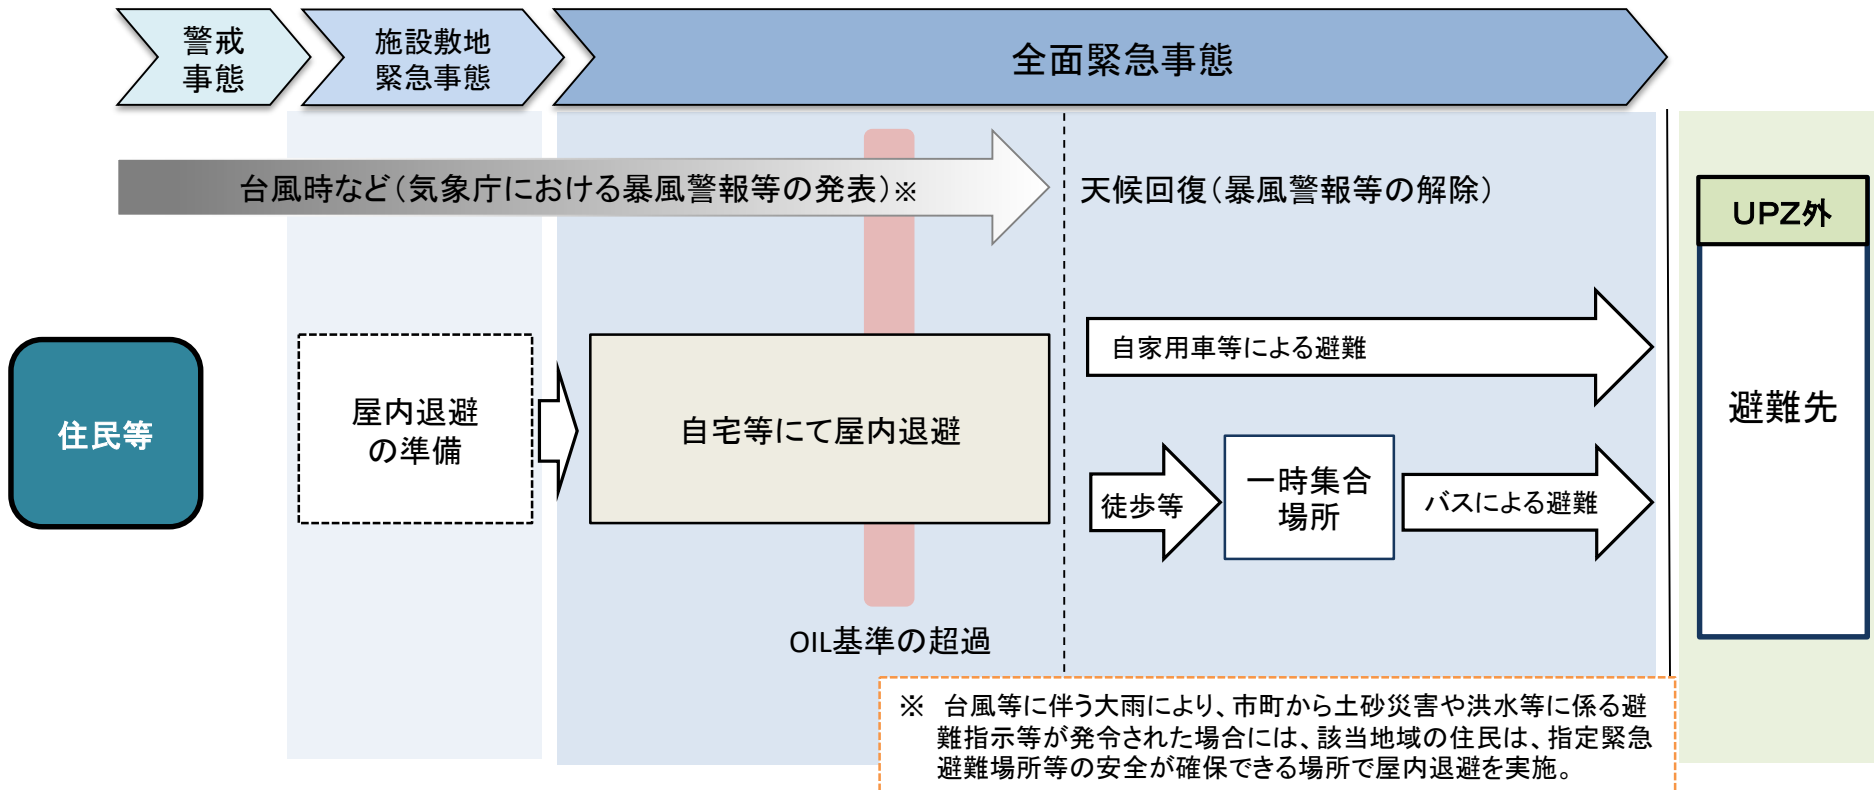 警戒
事態
施設敷地
緊急事態
全面緊急事態
台風時など(気象庁における暴風警報等の発表)※
天候回復(暴風警報等の解除)
UPZ外
避難先
住民等
屋内退避
の準備
自宅等にて屋内退避
自家用車等による避難
徒歩等
一時集合
場所
バスによる避難
OIL基準の超過
※ 台風等に伴う大雨により、市町から土砂災害や洪水等に係る避
難指示等が発令された場合には、該当地域の住民は、指定緊急
避難場所等の安全が確保できる場所で屋内退避を実施。